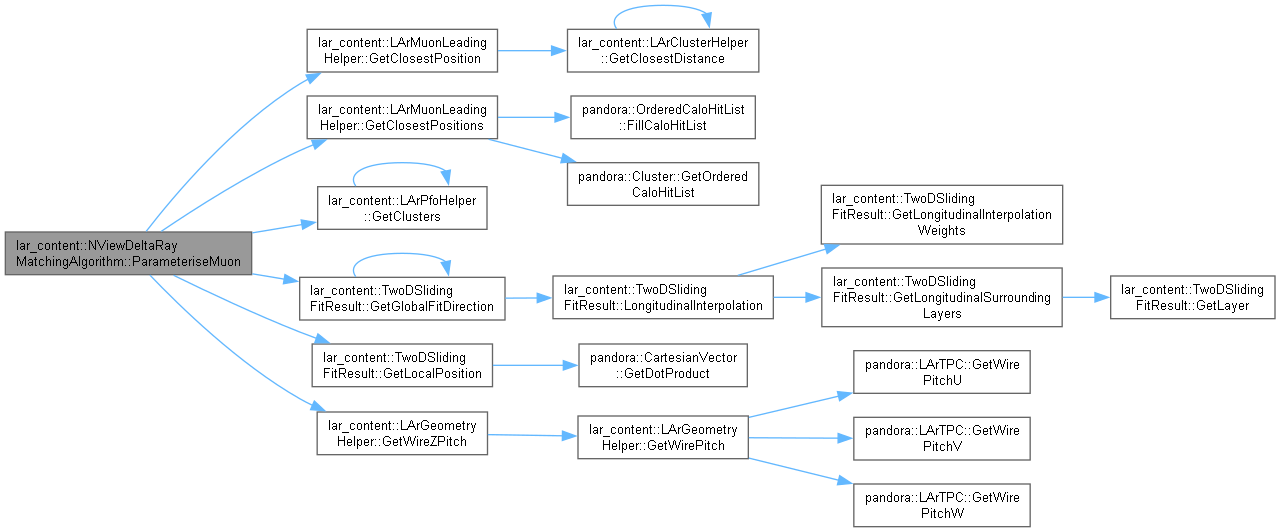 lar_content::NViewDeltaRay
MatchingAlgorithm::ParameteriseMuon
lar_content::LArMuonLeading
Helper::GetClosestPosition
lar_content::LArClusterHelper
::GetClosestDistance
lar_content::LArMuonLeading
Helper::GetClosestPositions
pandora::OrderedCaloHitList
::FillCaloHitList
pandora::Cluster::GetOrdered
CaloHitList
lar_content::LArPfoHelper
::GetClusters
lar_content::TwoDSliding
FitResult::GetGlobalFitDirection
lar_content::TwoDSliding
FitResult::LongitudinalInterpolation
lar_content::TwoDSliding
FitResult::GetLongitudinalInterpolation
Weights
lar_content::TwoDSliding
FitResult::GetLongitudinalSurrounding
Layers
lar_content::TwoDSliding
FitResult::GetLayer
lar_content::TwoDSliding
FitResult::GetLocalPosition
pandora::CartesianVector
::GetDotProduct
lar_content::LArGeometry
Helper::GetWireZPitch
lar_content::LArGeometry
Helper::GetWirePitch
pandora::LArTPC::GetWire
PitchU
pandora::LArTPC::GetWire
PitchV
pandora::LArTPC::GetWire
PitchW